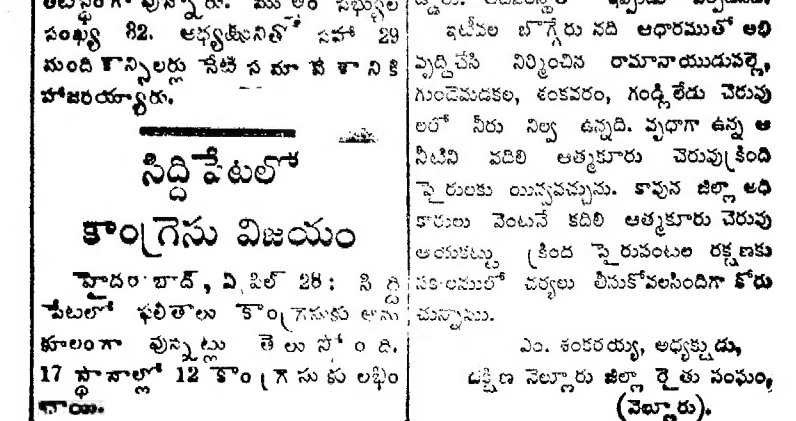 సంఖ్య 32. అధ్యక్షునితో సహా 29
మంది కౌన్సిలర్లు నేటి సమావేశానికి
హాజరయ్యారు.
సిద్దిపేటలో
కాంగ్రెసు విజయం
హైదరాబాద్, ఏప్రిల్ 28: సిద్ది
పేటలో ఫలితాలు కాంగ్రెసుకు అను
కూలంగా వున్నట్లు తెలుస్తోంది.
17 స్థానాల్లో 12 కాంగ్రెసుకు లభిం
చాయి.
ఇటీవల బొగ్గేరు నది ఆధారముతో అభి
వృద్ధిచేసి నిర్మించిన రామానాయుడువల్లె,
గుండెమడకల, శంకవరం, గండ్లిలేడు చెరువు
లలో నీరు నిల్వ ఉన్నది. వృధాగా ఉన్న ఆ
నీటిని వదిలి ఆత్మకూరు చెరువుక్రింది
పైరులకు యివ్వవచ్చును. కావున జిల్లా అధి
కారులు వెంటనే కదిలి ఆత్మకూరు చెరువు
ఆయకట్టు క్రింద పైరుపంటల రక్షణకు
సకాలములో చర్యలు తీసుకోవలసిందిగా కోరు
చున్నాము.
ఎం. శంకరయ్య, అధ్యక్షుడు,
దక్షిణ నెల్లూరు జిల్లా రైతు సంఘం,
(నెల్లూరు).